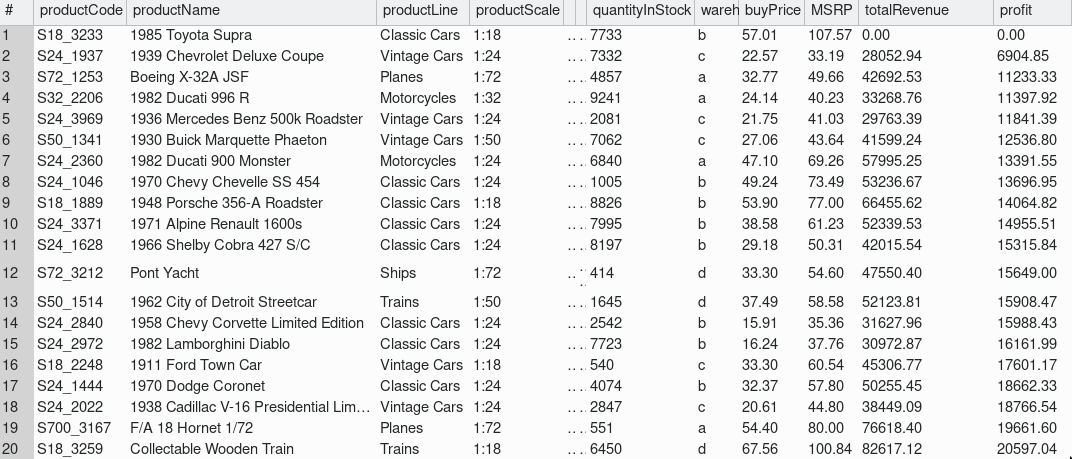 # productCode productName productLine productScale quantityInStock wareh buyPrice MSRP totalRevenue profit
1 S18_3233 1985 Toyota Supra Classic Cars 1:18 .. .. 7733 b 57.01 107.57 0.00 0.00
2 S24_1937 1939 Chevrolet Deluxe Coupe Vintage Cars 1:24 .. .. 7332 c 22.57 33.19 28052.94 6904.85
3 S72_1253 Boeing X-32A JSF Planes 1:72 .. .. 4857 a 32.77 49.66 42692.53 11233.33
4 S32_2206 1982 Ducati 996 R Motorcycles 1:32 .. .. 9241 a 24.14 40.23 33268.76 11397.92
5 S24_3969 1936 Mercedes Benz 500k Roadster Vintage Cars 1:24 .. .. 2081 c 21.75 41.03 29763.39 11841.39
6 S50_1341 1930 Buick Marquette Phaeton Vintage Cars 1:50 .. .. 7062 c 27.06 43.64 41599.24 12536.80
7 S24_2360 1982 Ducati 900 Monster Motorcycles 1:24 .. .. 6840 a 47.10 69.26 57995.25 13391.55
8 S24_1046 1970 Chevy Chevelle SS 454 Classic Cars 1:24 .. .. 1005 b 49.24 73.49 53236.67 13696.95
9 S18_1889 1948 Porsche 356-A Roadster Classic Cars 1:18 .. .. 8826 b 53.90 77.00 66455.62 14064.82
10 S24_3371 1971 Alpine Renault 1600s Classic Cars 1:24 .. .. 7995 b 38.58 61.23 52339.53 14955.51
11 S24_1628 1966 Shelby Cobra 427 S/C Classic Cars 1:24 .. .. 8197 b 29.18 50.31 42015.54 15315.84
12 S72_3212 Pont Yacht Ships 1:72 .. .. 414 d 33.30 54.60 47550.40 15649.00
13 S50_1514 1962 City of Detroit Streetcar Trains 1:50 .. .. 1645 d 37.49 58.58 52123.81 15908.47
14 S24_2840 1958 Chevy Corvette Limited Edition Classic Cars 1:24 .. .. 2542 b 15.91 35.36 31627.96 15988.43
15 S24_2972 1982 Lamborghini Diablo Classic Cars 1:24 .. .. 7723 b 16.24 37.76 30972.87 16161.99
16 S18_2248 1911 Ford Town Car Vintage Cars 1:18 .. .. 540 c 33.30 60.54 45306.77 17601.17
17 S24_1444 1970 Dodge Coronet Classic Cars 1:24 .. .. 4074 b 32.37 57.80 50255.45 18662.33
18 S24_2022 1938 Cadillac V-16 Presidential Lim... Vintage Cars 1:24 .. .. 2847 c 20.61 44.80 38449.09 18766.54
19 S700_3167 F/A 18 Hornet 1/72 Planes 1:72 .. .. 551 a 54.40 80.00 76618.40 19661.60
20 S18_3259 Collectable Wooden Train Trains 1:18 .. .. 6450 d 67.56 100.84 82617.12 20597.04